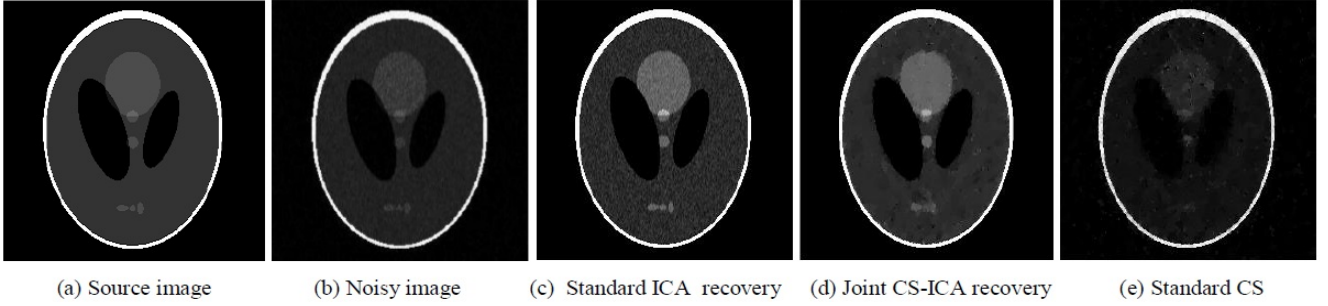 (a) Source image
(b) Noisy image
(c) Standard ICA recovery
(d) Joint CS-ICA recovery
(e) Standard CS